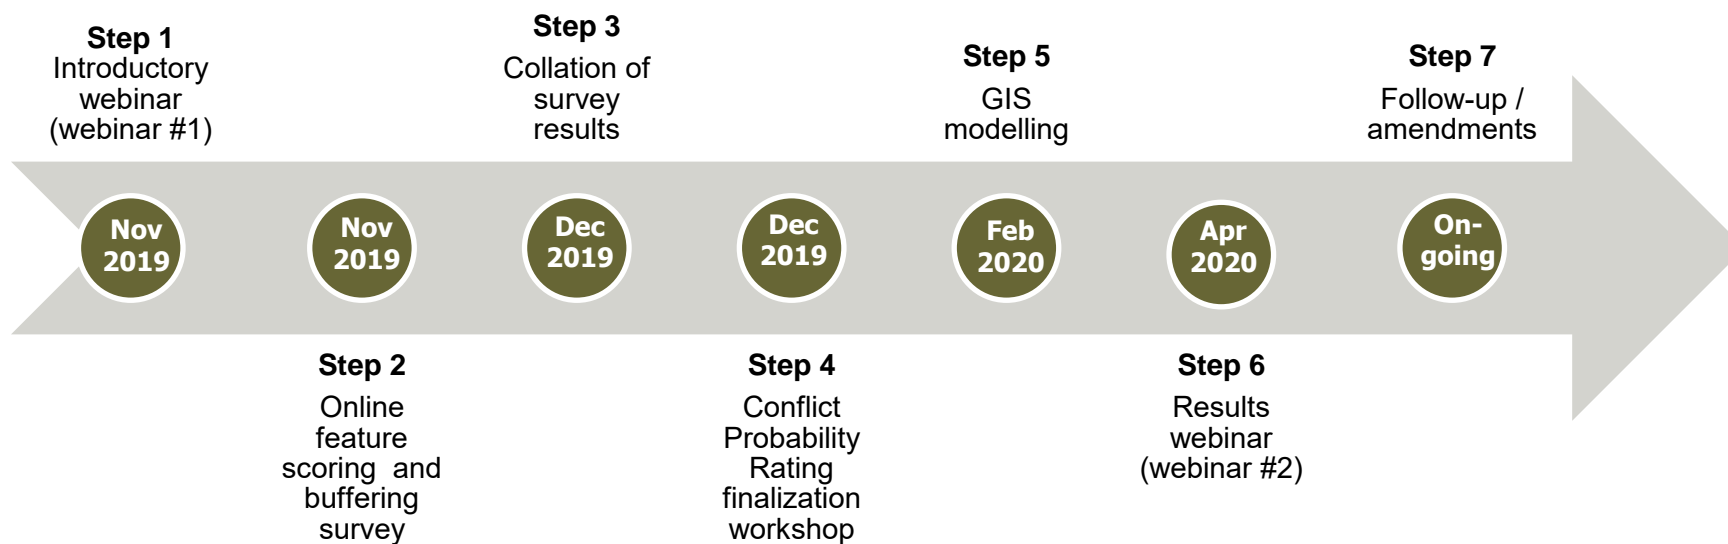 Step 1
Introductory
webinar
(webinar #1)
Step 3
Collation of
survey
results
Step 5
GIS
modelling
Step 7
Follow-up /
amendments
Nov
2019
Nov
2019
Dec
2019
Dec
2019
Feb
2020
Apr
2020
On-
going
Step 2
Online
feature
scoring and
buffering
survey
Step 4
Conflict
Probability
Rating
finalization
workshop
Step 6
Results
webinar
(webinar #2)